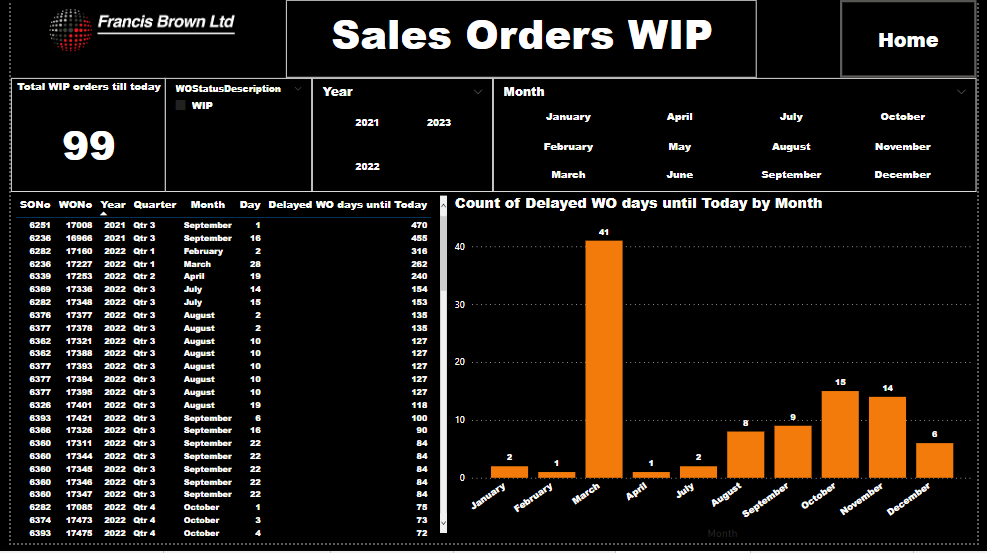 Francis Brown Ltd
Sales Orders WIP
Home
Total WIP orders till today
99
WOStatusDescription
WIP
Year
2021 2023
2022
Month
January April July October
February May August November
March June September December
SONo WONo Year Quarter Month Day Delayed WO days until Today
6251 17008 2021 Qtr 3 September 1 470
6236 16966 2021 Qtr 3 September 16 455
6282 17160 2022 Qtr 1 February 2 316
6236 17227 2022 Qtr 1 March 28 262
6339 17253 2022 Qtr 2 April 19 240
6369 17336 2022 Qtr 3 July 14 154
6282 17348 2022 Qtr 3 July 15 153
6376 17377 2022 Qtr 3 August 2 135
6377 17378 2022 Qtr 3 August 2 135
6362 17321 2022 Qtr 3 August 10 127
6362 17388 2022 Qtr 3 August 10 127
6377 17393 2022 Qtr 3 August 10 127
6377 17394 2022 Qtr 3 August 10 127
6377 17395 2022 Qtr 3 August 10 127
6326 17401 2022 Qtr 3 August 19 118
6393 17421 2022 Qtr 3 September 6 100
6366 17326 2022 Qtr 3 September 16 90
6360 17311 2022 Qtr 3 September 22 84
6360 17344 2022 Qtr 3 September 22 84
6360 17345 2022 Qtr 3 September 22 84
6360 17346 2022 Qtr 3 September 22 84
6360 17347 2022 Qtr 3 September 22 84
6282 17085 2022 Qtr 4 October 1 75
6374 17473 2022 Qtr 4 October 3 73
6393 17475 2022 Qtr 4 October 4 72
Count of Delayed WO days until Today by Month
40
30
20
10
0
2 1 41 1 2 8 9 15 14 6
January February March April July August September October November December
Month